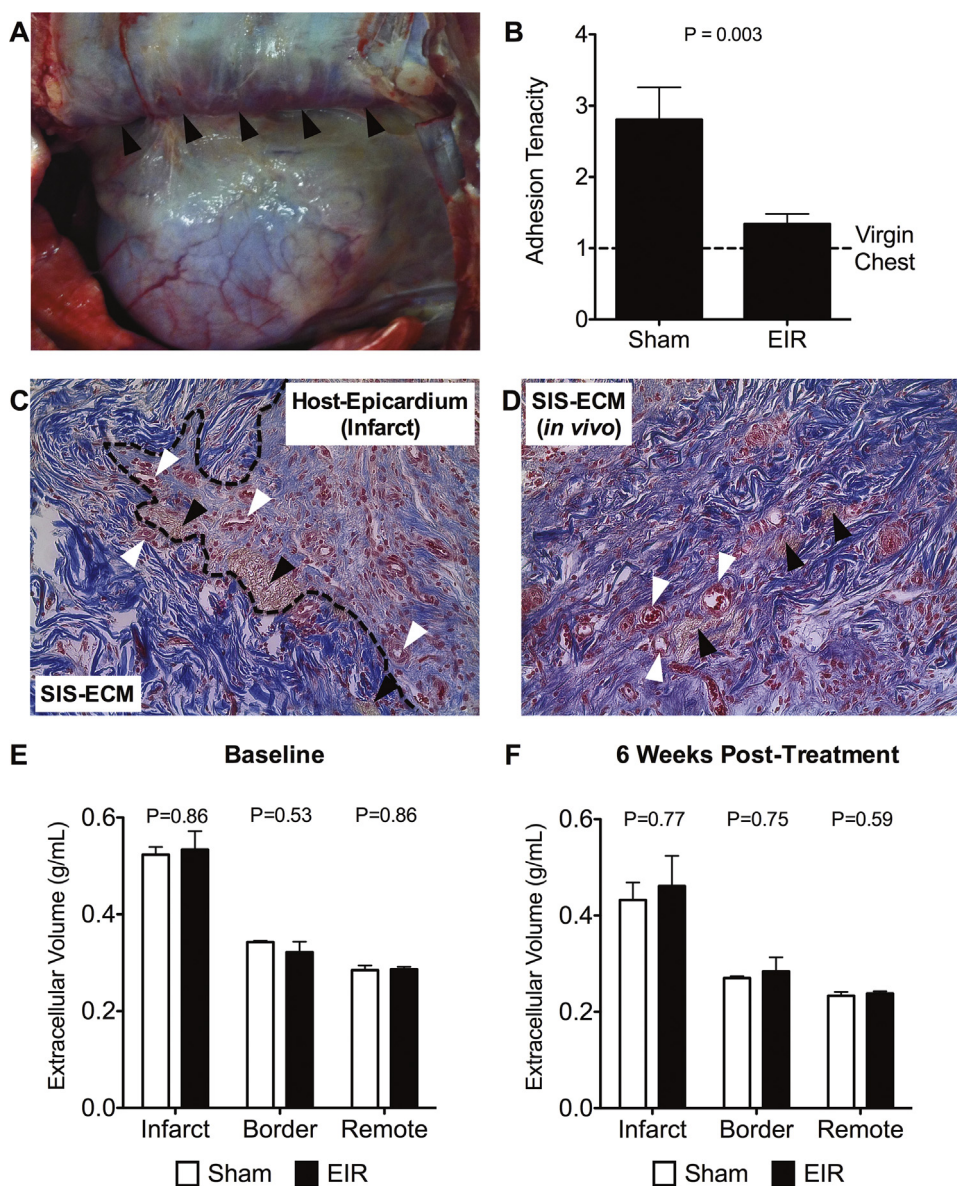 A
B
P = 0.003
Adhesion Tenacity
4
3
2
1
0
Virgin
Chest
Sham
EIR
C
Host-Epicardium
(Infarct)
SIS-ECM
D
SIS-ECM
(in vivo)
E
Baseline
P=0.86
P=0.53
P=0.86
Extracellular Volume (g/mL)
0.6
0.4
0.2
0.0
Infarct
Border
Remote
Sham
EIR
F
6 Weeks Post-Treatment
P=0.77
P=0.75
P=0.59
Extracellular Volume (g/mL)
0.6
0.4
0.2
0.0
Infarct
Border
Remote
Sham
EIR